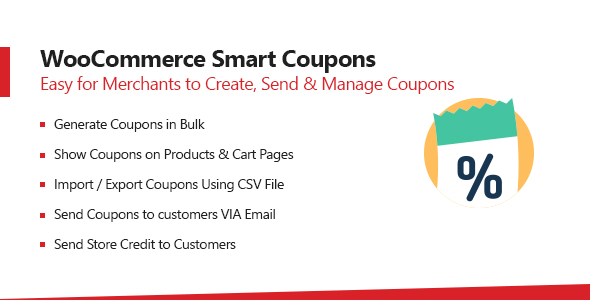 WooCommerce Smart Coupons
Easy for Merchants to Create, Send & Manage Coupons
Generate Coupons in Bulk
Show Coupons on Products & Cart Pages
Import / Export Coupons Using CSV File
Send Coupons to customers VIA Email
Send Store Credit to Customers
%